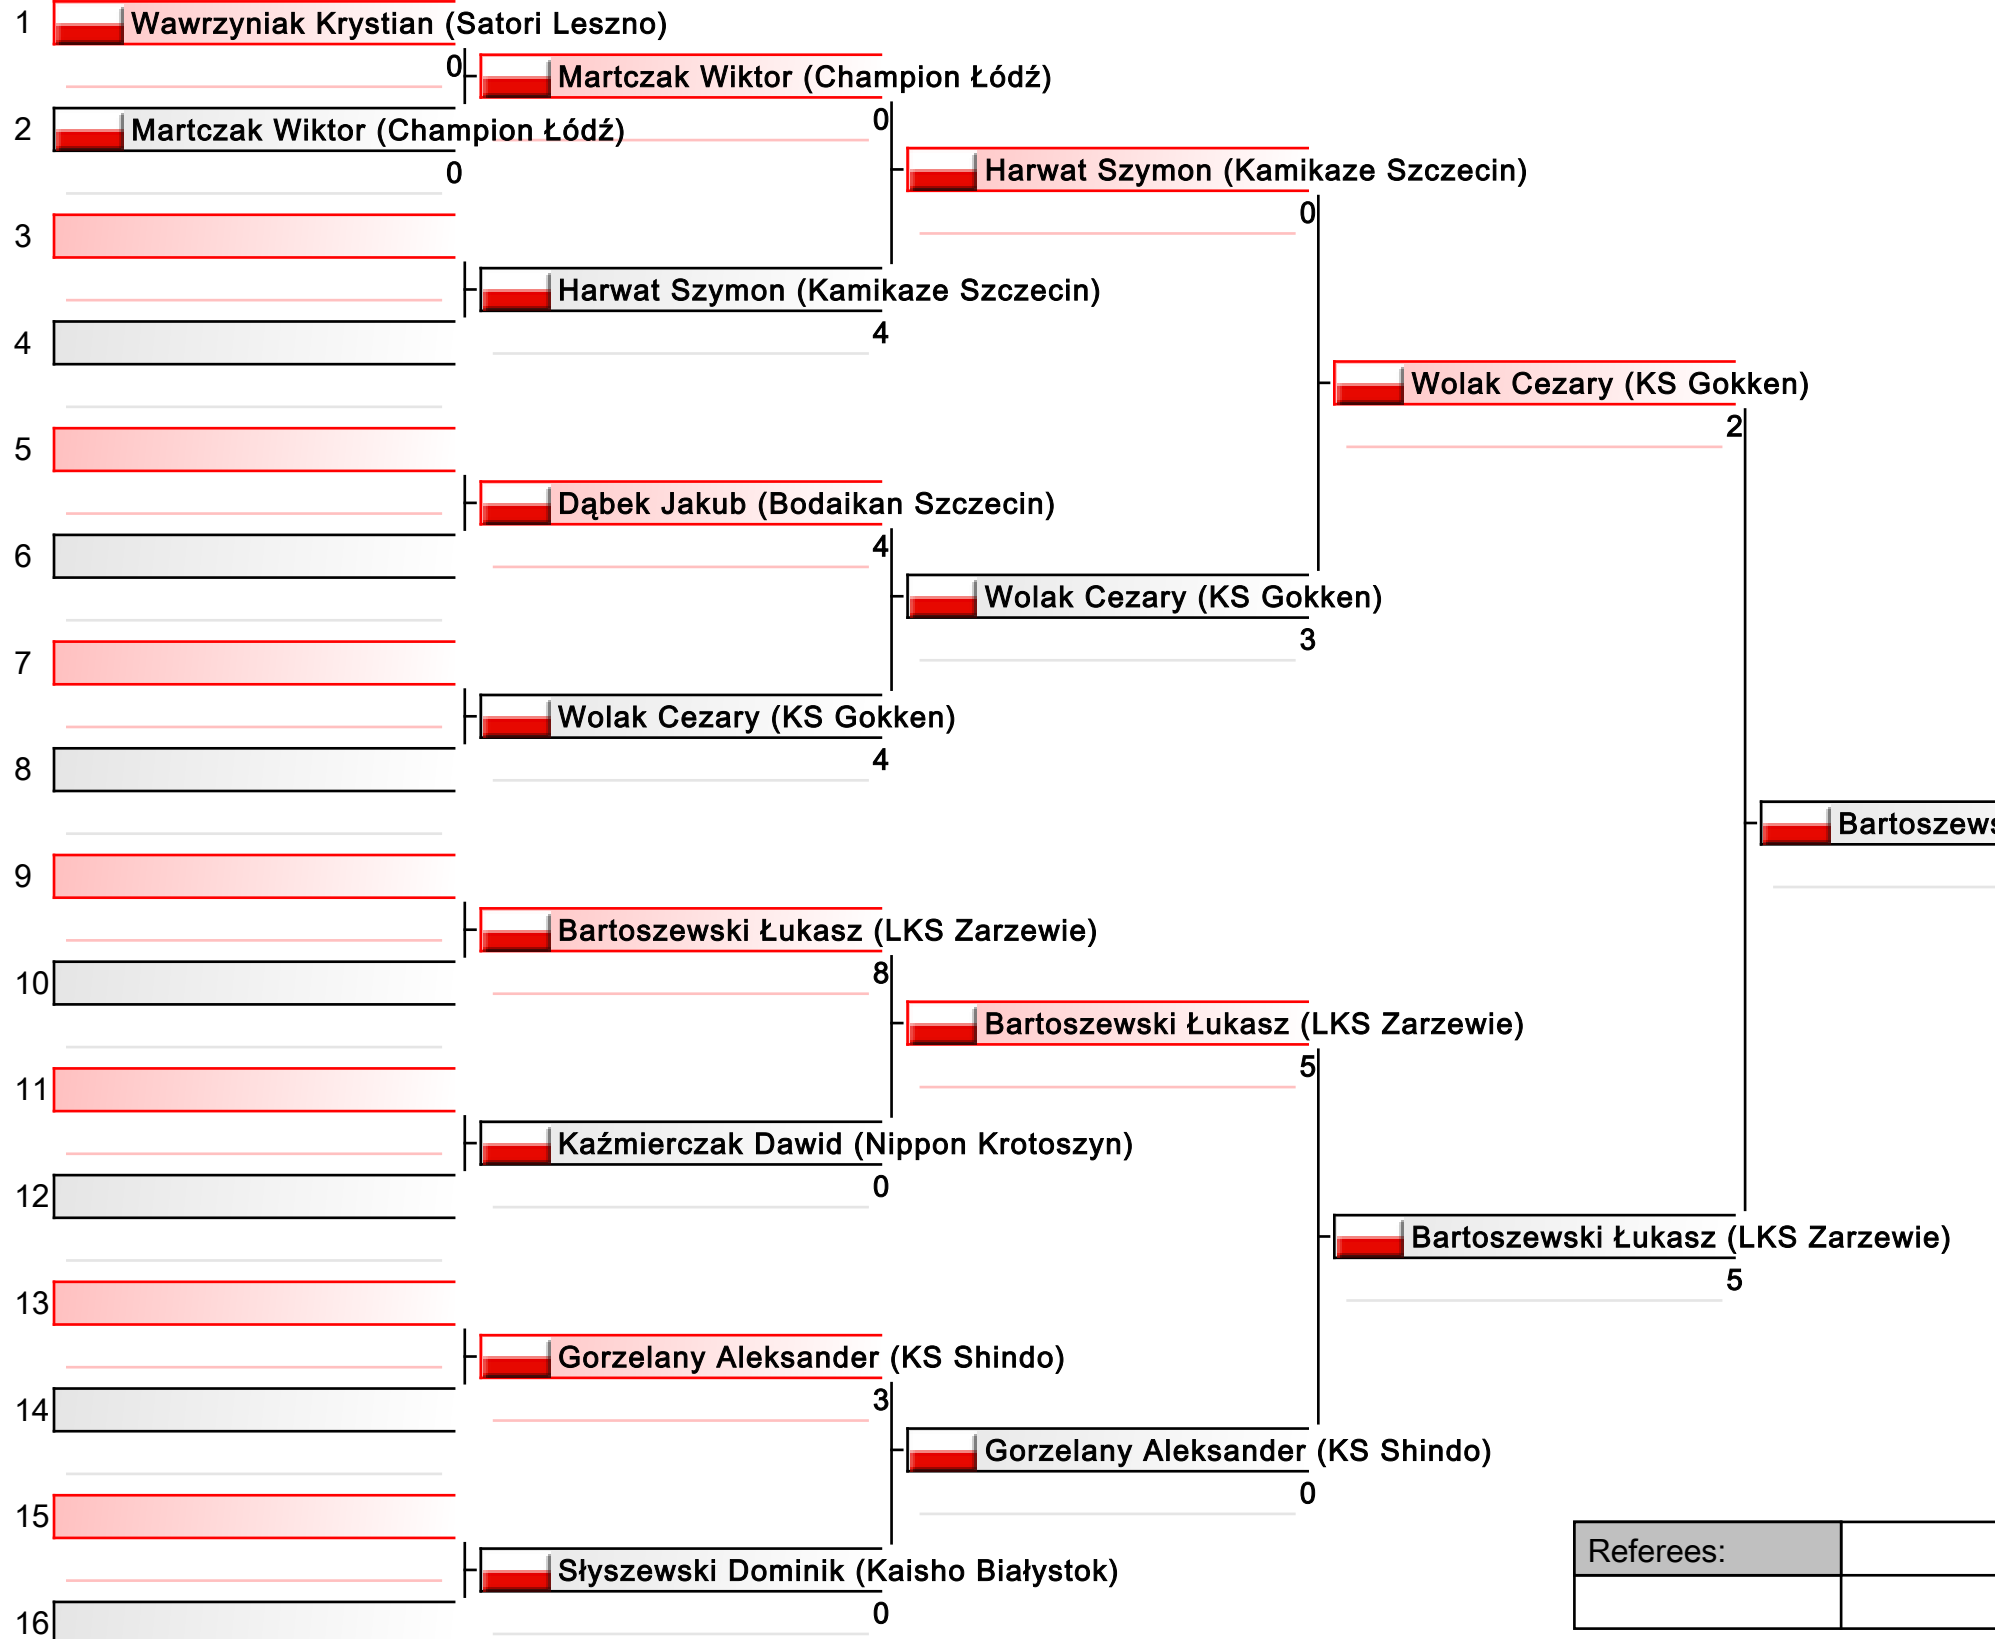 1 Wawrzyniak Krystian (Satori Leszno)
0
Martczak Wiktor (Champion Łódź)
0
2 Martczak Wiktor (Champion Łódź)
0
Harwat Szymon (Kamikaze Szczecin)
0
3
Harwat Szymon (Kamikaze Szczecin)
4
4
Wolak Cezary (KS Gokken)
2
5
Dąbek Jakub (Bodaikan Szczecin)
4
6
Wolak Cezary (KS Gokken)
3
7
Wolak Cezary (KS Gokken)
4
8
Bartoszews
9
Bartoszewski Łukasz (LKS Zarzewie)
8
10
Bartoszewski Łukasz (LKS Zarzewie)
5
11
Kaźmierczak Dawid (Nippon Krotoszyn)
0
12
Bartoszewski Łukasz (LKS Zarzewie)
5
13
Gorzelany Aleksander (KS Shindo)
3
14
Gorzelany Aleksander (KS Shindo)
0
15
Referees:
Słyszewski Dominik (Kaisho Białystok)
0
16